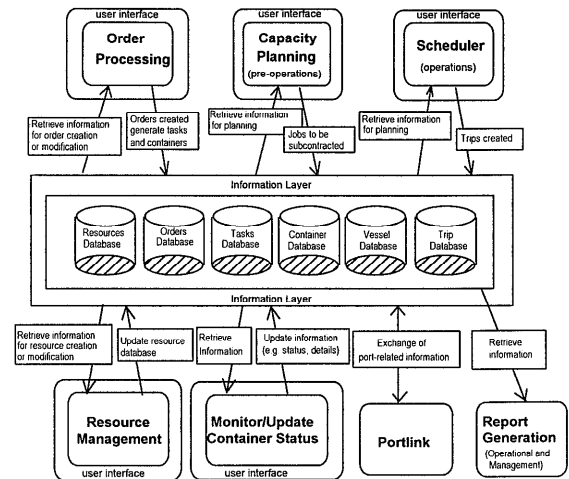 user interface
Order
Processing
user interface
Capacity
Planning
(pre-operations)
user interface
Scheduler
(operations)
Retrieve information
for order creation
or modification
Orders created
generate tasks
and containers
Retrieve information
for planning
Jobs to be
subcontracted
Retrieve information
for planning
Trips created
Information Layer
Resources
Database
Orders
Database
Tasks
Database
Container
Database
Vessel
Database
Trip
Database
Information Layer
Retrieve information
for resource creation
or modification
Update resource
database
Retrieve
Information
Update information
(e.g status, details)
Exchange of
port-related information
Retrieve
information
Resource
Management
user interface
Monitor/Update
Container Status
user interface
Portlink
Report
Generation
(Operational and
Management)